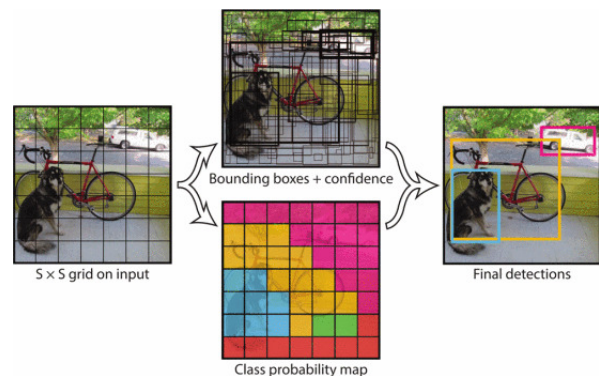 Bounding boxes + confidence
S × S grid on input
Final detections
Class probability map